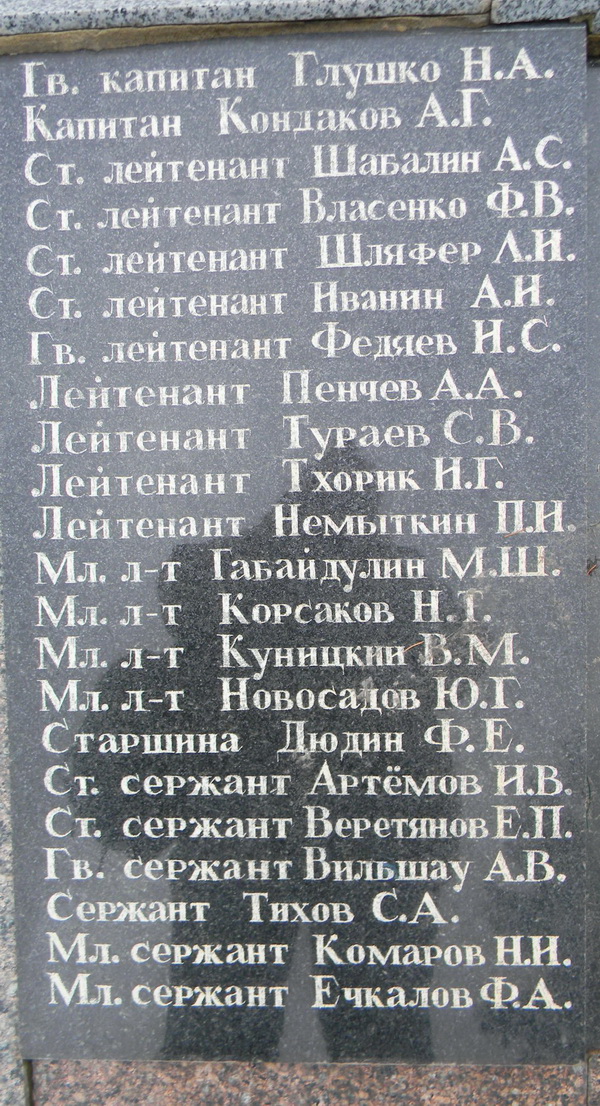 Гв. капитан Глушко Н.А.
Капитан Кондаков А.Г.
Ст. лейтенант Шабалин А.С.
Ст. лейтенант Власенко Ф.В.
Ст. лейтенант Шляфер Л.И.
Ст. лейтенант Иванин А.И.
Гв. лейтенант Федяев И.С.
Лейтенант Пенчев А.А.
Лейтенант Тураев С.В.
Лейтенант Тхорик И.Г.
Лейтенант Немыткин П.И.
Мл. л-т Габайдулин М.Ш.
Мл. л-т Корсаков Н.Т.
Мл. л-т Куницкий В.М.
Мл. л-т Новосадов Ю.Г.
Старшина Дюдин Ф.Е.
Ст. сержант Артёмов И.В.
Ст. сержант Веретянов Е.П.
Гв. сержант Вильшау А.В.
Сержант Тихов С.А.
Мл. сержант Комаров Н.И.
Мл. сержант Ечкалов Ф.А.